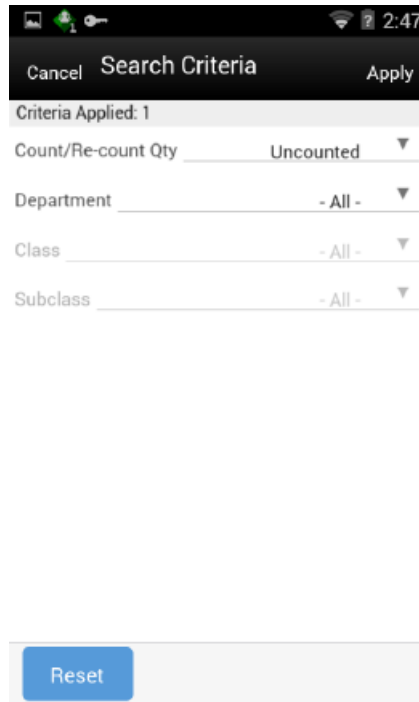 1 2:47
Cancel Search Criteria Apply
Criteria Applied: 1
Count/Re-count Qty Uncounted
Department - All -
Class - All -
Subclass - All -
Reset